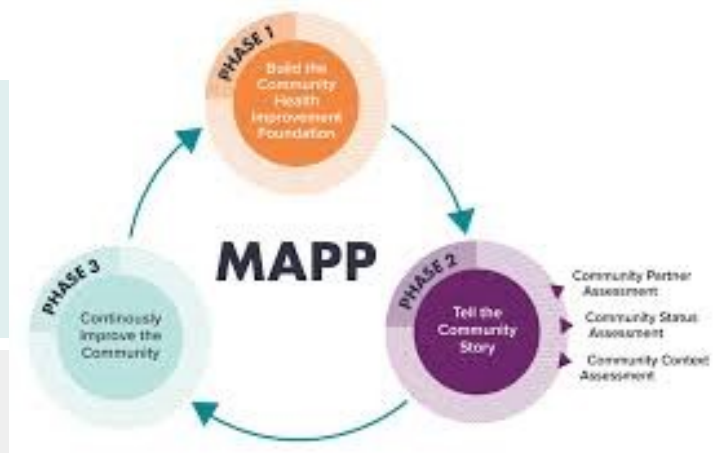 PHASE 1
Build the
Community
Health
Improvement
Foundation
MAPP
PHASE 2
Tell the
Community
Story
Community Partner
Assessment
Community Status
Assessment
Community Context
Assessment
PHASE 3
Continously
Improve the
Community